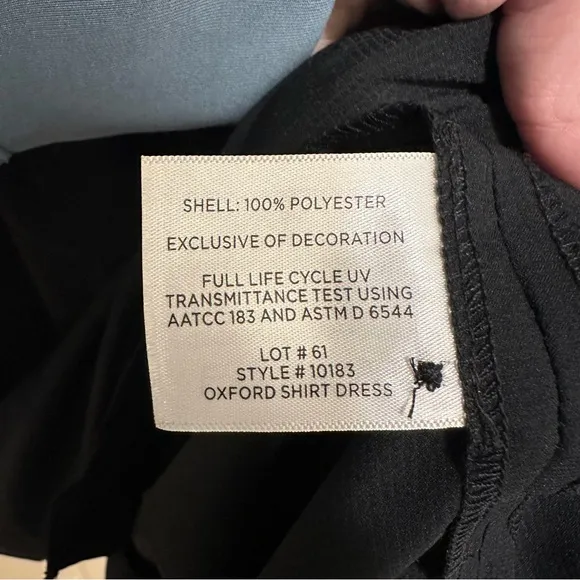 SHELL: 100% POLYESTER
EXCLUSIVE OF DECORATION
FULL LIFE CYCLE UV
TRANSMITTANCE TEST USING
AATCC 183 AND ASTM D 6544
LOT # 61
STYLE # 10183
OXFORD SHIRT DRESS